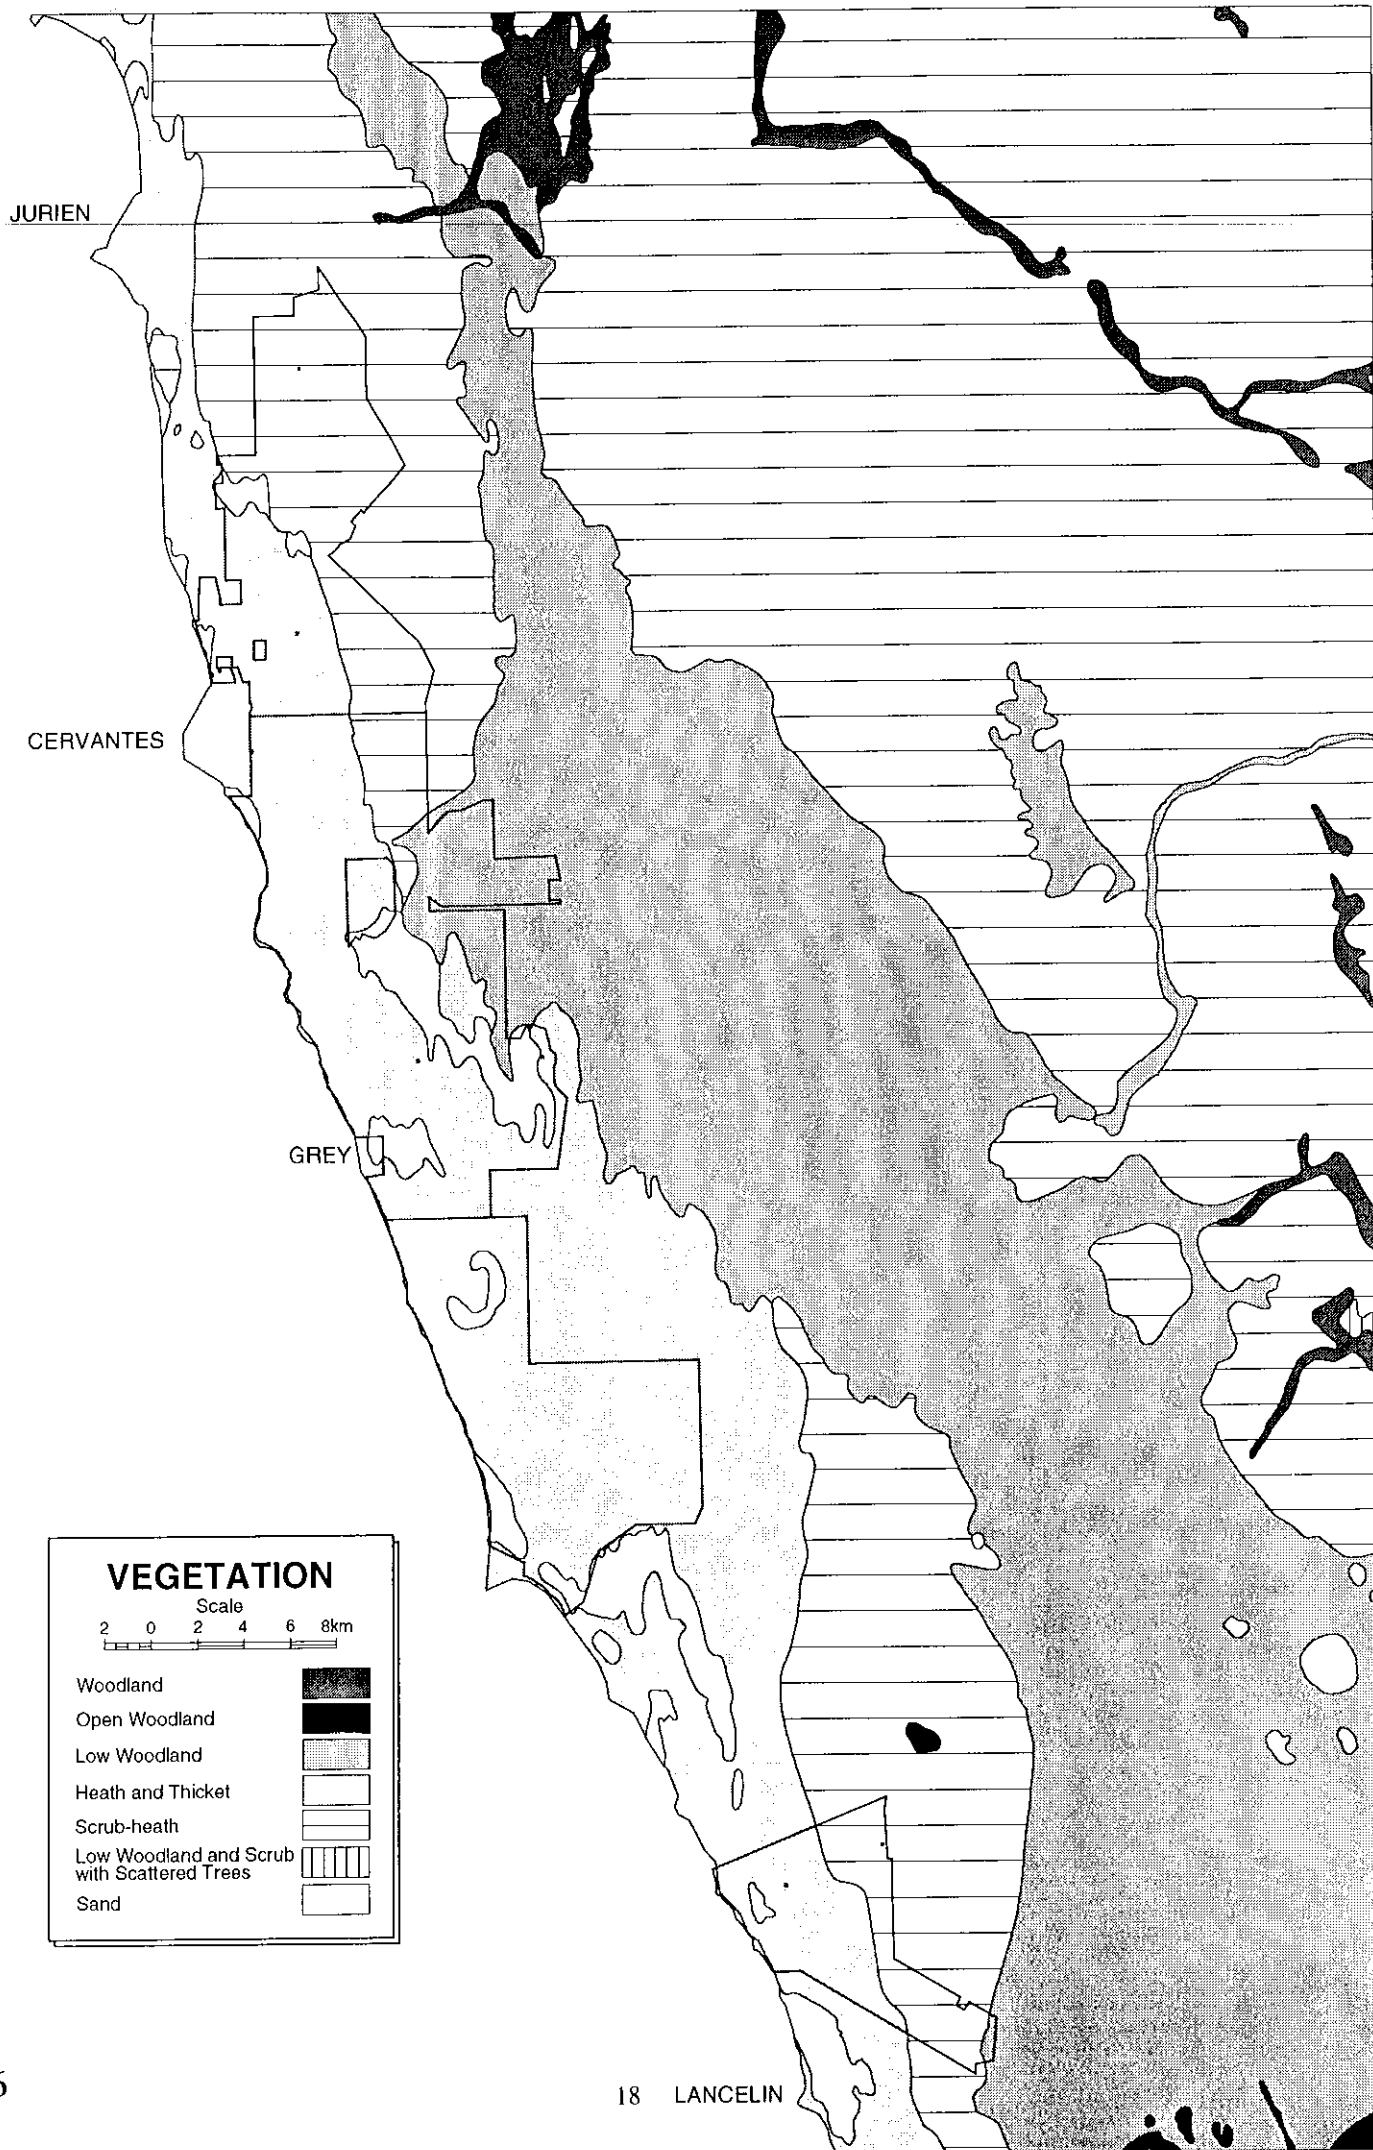 JURIEN
CERVANTES
GREY
VEGETATION
Scale
2 0 2 4 6 8km
Woodland
Open Woodland
Low Woodland
Heath and Thicket
Scrub-heath
Low Woodland and Scrub
with Scattered Trees
Sand
18 LANCELIN